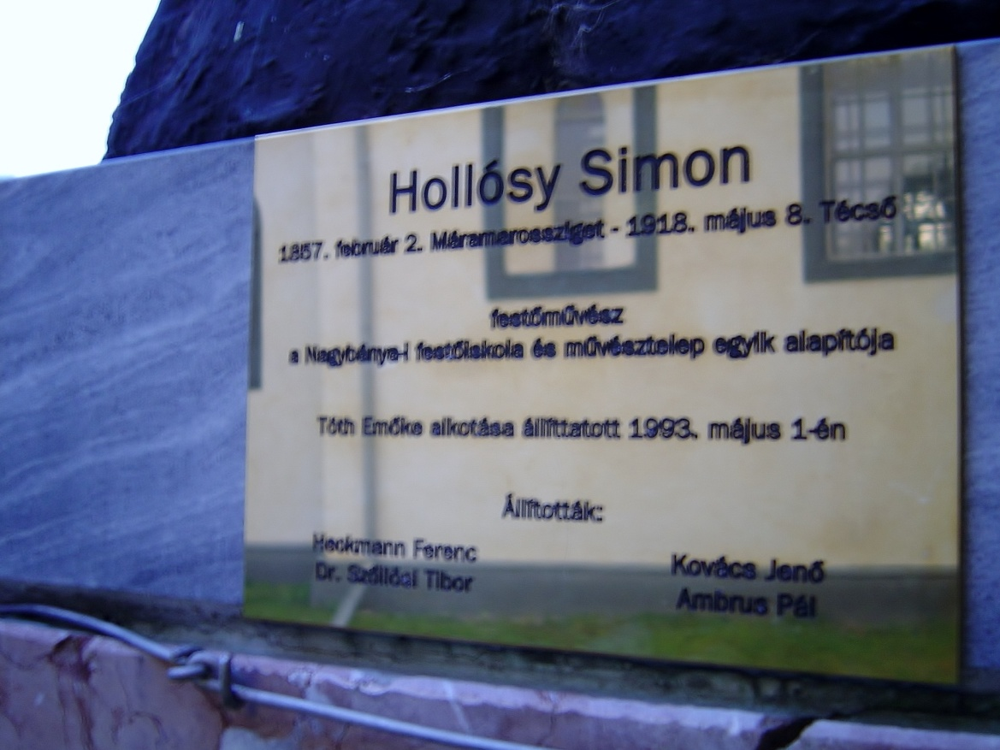 Hollósy Simon
1857. február 2. Máramarossziget - 1918. május 8. Técső
festőművész
a Nagybánya-i festőiskola és művésztelep egyik alapítója
Tóth Emőke alkotása állíttatott 1993. május 1-én
Állították:
Heckmann Ferenc
Dr. Szöllősi Tibor
Kovács Jenő
Ambrus Pál